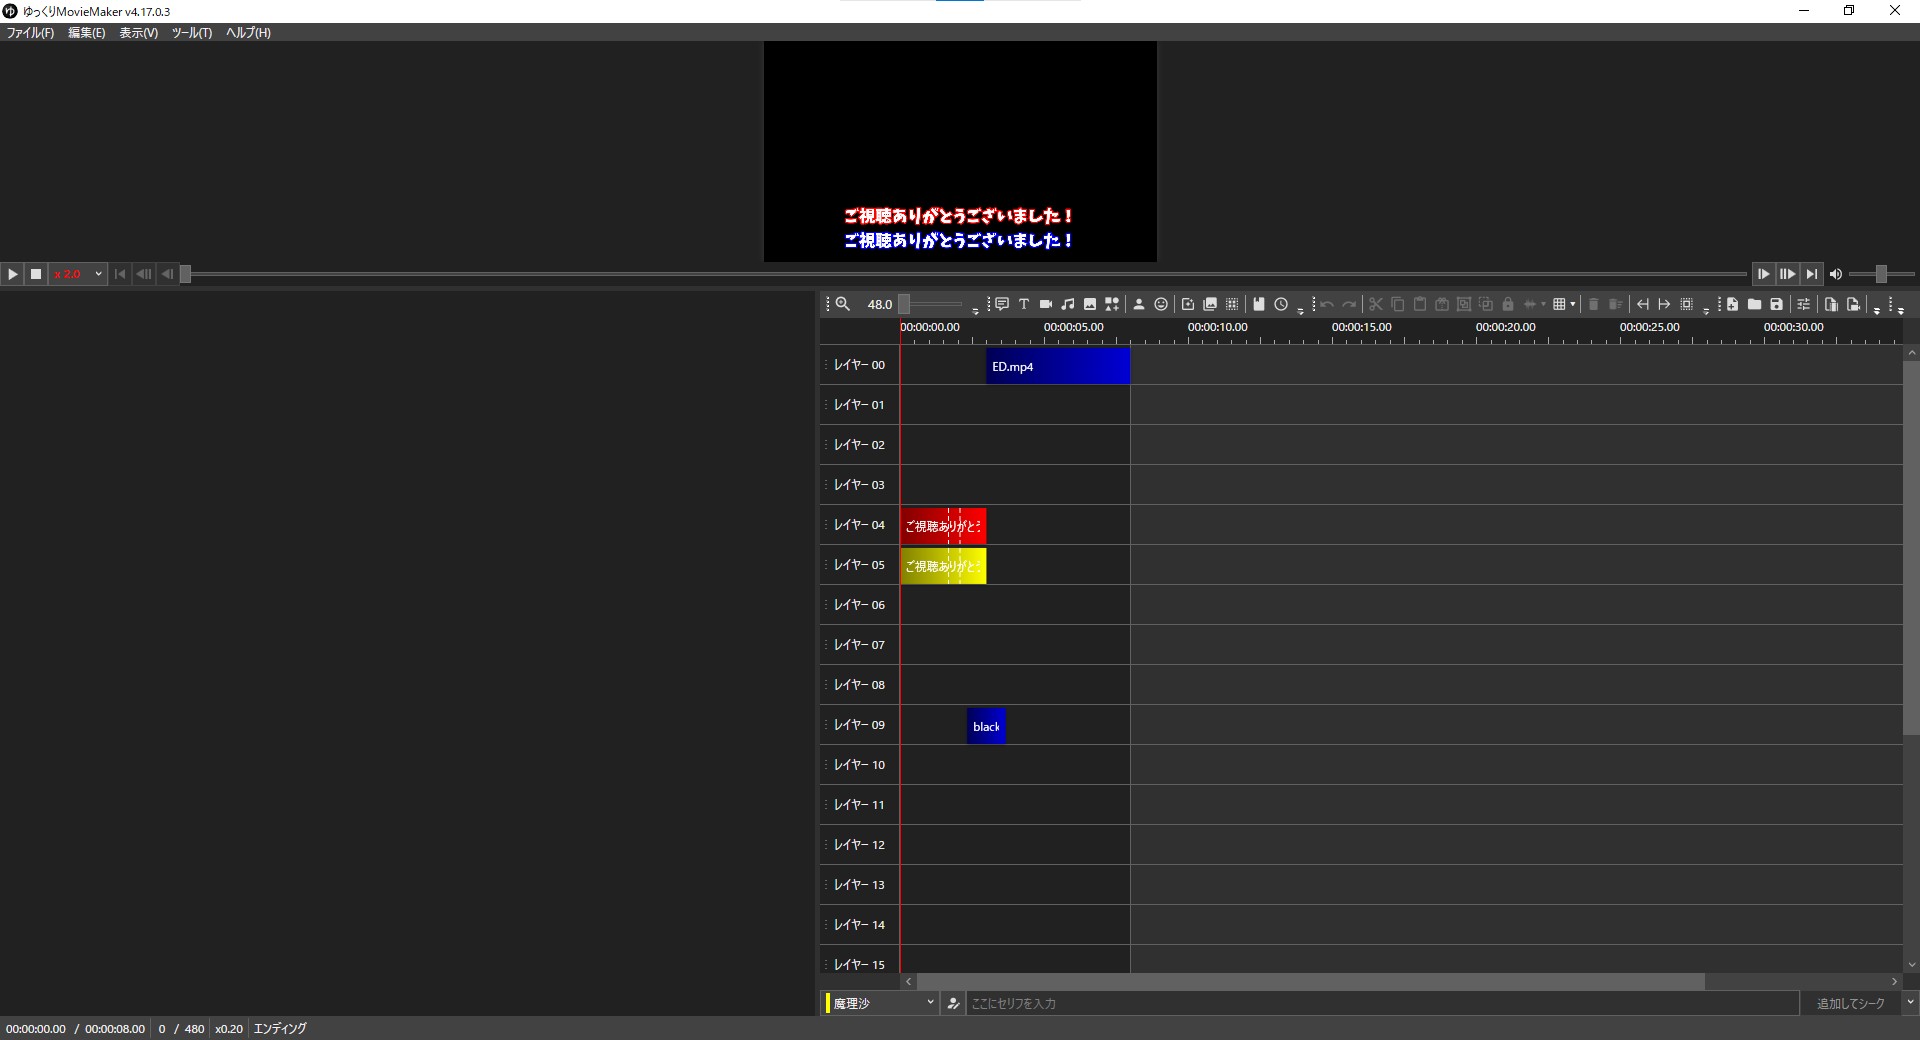 ゆっくりMovieMaker v4.17.0.3
ファイル(F) 編集(E) 表示(V) ツール(T) ヘルプ(H)
ご視聴ありがとうございました！
ご視聴ありがとうございました！
x 2.0
48.0
00:00:00.00 00:00:05.00 00:00:10.00 00:00:15.00 00:00:20.00 00:00:25.00 00:00:30.00
レイヤー 00 ED.mp4
レイヤー 01
レイヤー 02
レイヤー 03
レイヤー 04 ご視聴ありがとう
レイヤー 05 ご視聴ありがとう
レイヤー 06
レイヤー 07
レイヤー 08
レイヤー 09 black
レイヤー 10
レイヤー 11
レイヤー 12
レイヤー 13
レイヤー 14
レイヤー 15
魔理沙 ここにセリフを入力 追加してシーク
00:00:00.00 / 00:00:08.00 0 / 480 x0.20 エンディング